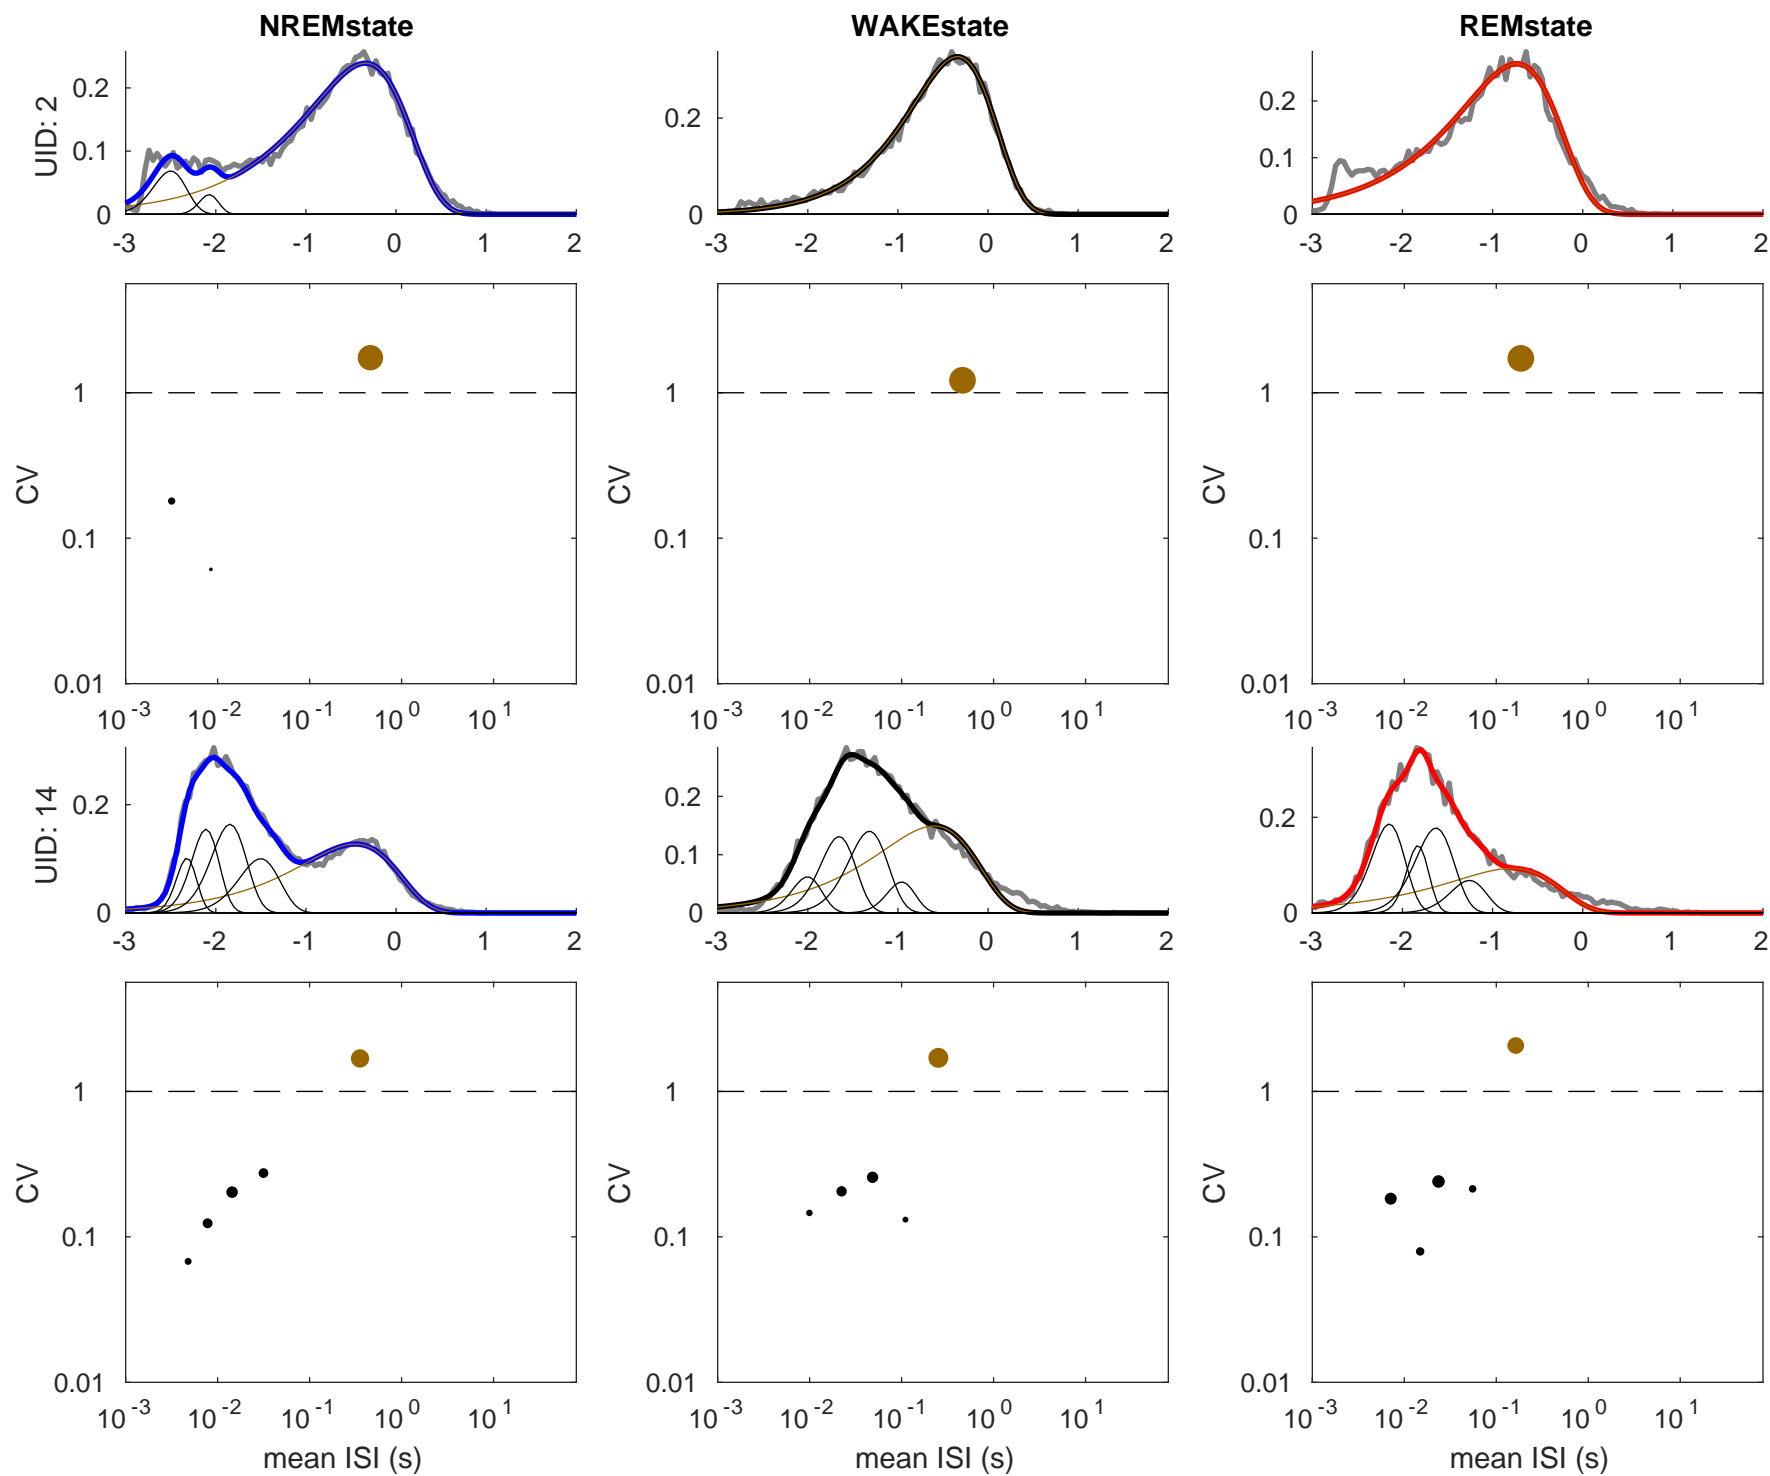 NREMstate WAKEstate REMstate
UID: 2
0.2 0.1 0
0.2 0
0.2 0.1 0
-3 -2 -1 0 1 2
-3 -2 -1 0 1 2
-3 -2 -1 0 1 2
CV 1 0.1 0.01
CV 1 0.1 0.01
CV 1 0.1 0.01
10^-3 10^-2 10^-1 10^0 10^1
10^-3 10^-2 10^-1 10^0 10^1
10^-3 10^-2 10^-1 10^0 10^1
UID: 14
0.2 0
0.2 0.1 0
0.2 0
-3 -2 -1 0 1 2
-3 -2 -1 0 1 2
-3 -2 -1 0 1 2
CV 1 0.1 0.01
CV 1 0.1 0.01
CV 1 0.1 0.01
10^-3 10^-2 10^-1 10^0 10^1
10^-3 10^-2 10^-1 10^0 10^1
10^-3 10^-2 10^-1 10^0 10^1
mean ISI (s) mean ISI (s) mean ISI (s)